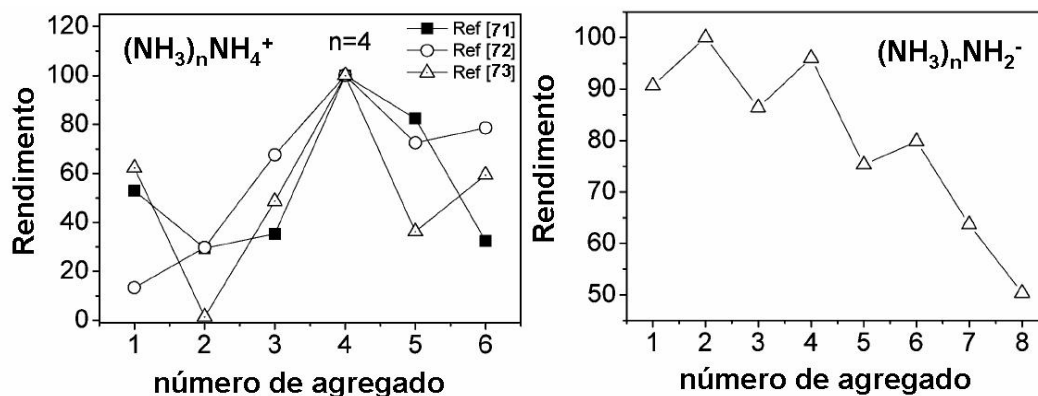 120
100
80
60
40
20
0
Rendimento
(NH₃)ₙNH₄⁺
n=4
Ref [71]
Ref [72]
Ref [73]
1 2 3 4 5 6
número de agregado
100
90
80
70
60
50
Rendimento
(NH₃)ₙNH₂⁻
1 2 3 4 5 6 7 8
número de agregado